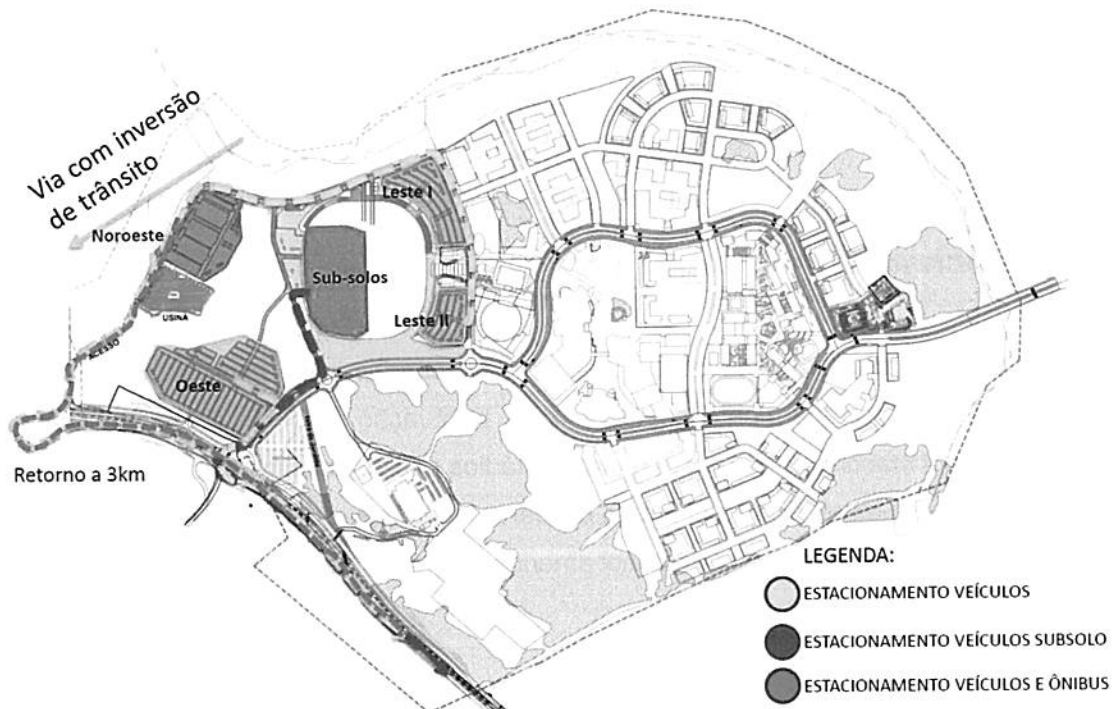 Via com inversão
de trânsito
Leste I
Noroeste
Sub-solos
USINA
Leste II
ACESSO
Oeste
Retorno a 3km
LEGENDA:
ESTACIONAMENTO VEÍCULOS
ESTACIONAMENTO VEÍCULOS SUBSOLO
ESTACIONAMENTO VEÍCULOS E ÔNIBUS